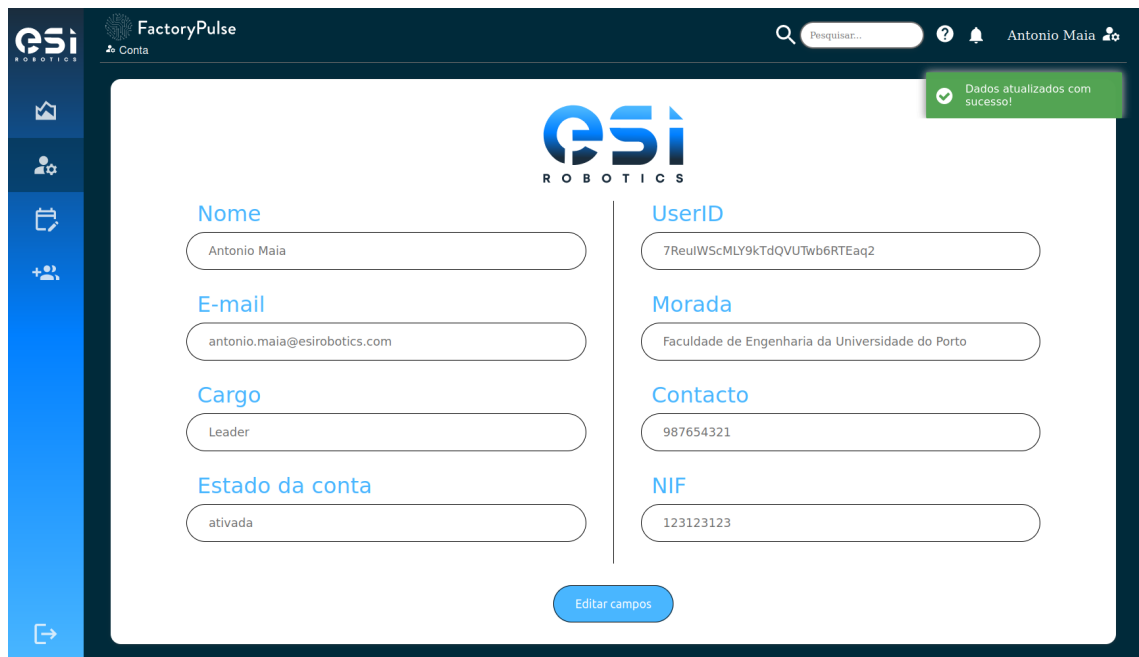 esi
ROBOTICS
FactoryPulse
Conta
Pesquisar...
Antonio Maia
Dados atualizados com
sucesso!
esi
ROBOTICS
Nome
Antonio Maia
UserID
7ReuIWScMLY9kTdQVUTwb6RTEaq2
E-mail
antonio.maia@esirobotics.com
Morada
Faculdade de Engenharia da Universidade do Porto
Cargo
Leader
Contacto
987654321
Estado da conta
ativada
NIF
123123123
Editar campos